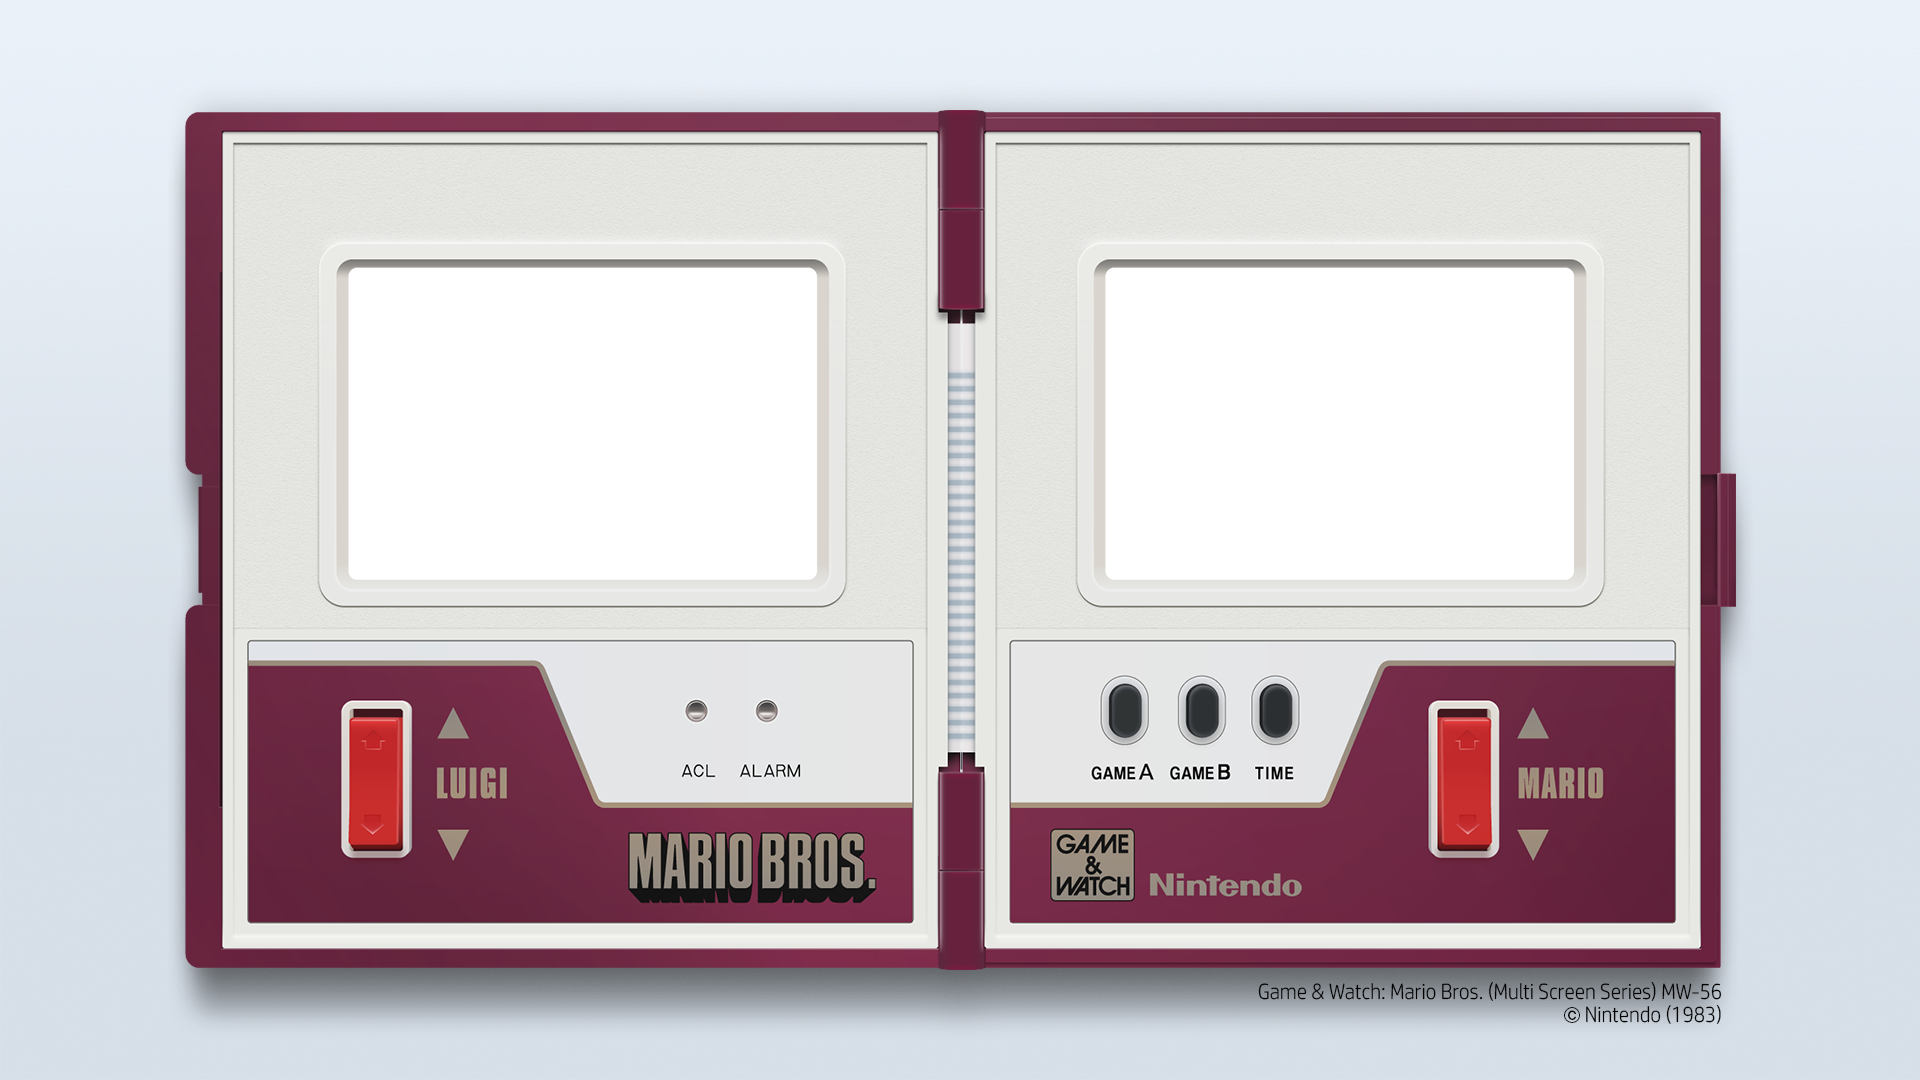 ACL ALARM
LUIGI
MARIO BROS.
GAME A GAME B TIME
MARIO
GAME
&
WATCH
Nintendo
Game & Watch: Mario Bros. (Multi Screen Series) MW-56
© Nintendo (1983)